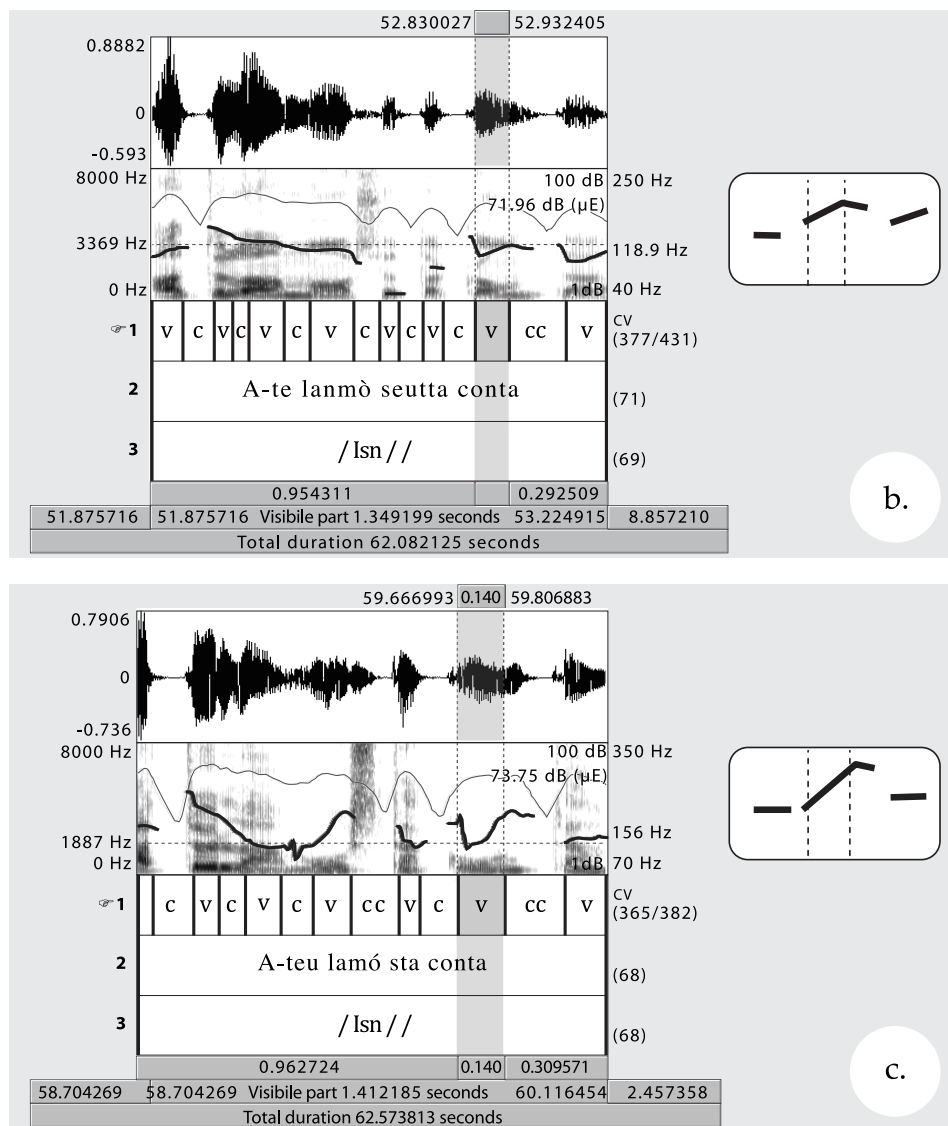 52.830027 52.932405
0.8882
0
-0.593
8000 Hz 100 dB 250 Hz
71.96 dB (µE)
3369 Hz 118.9 Hz
0 Hz 1dB 40 Hz
☞ 1 v c v c v c v c v c v c v cc v CV
(377/431)
2 A-te lanmò seutta conta (71)
3 /Isn// (69)
0.954311 0.292509
b.
51.875716 51.875716 Visibile part 1.349199 seconds 53.224915 8.857210
Total duration 62.082125 seconds
59.666993 0.140 59.806883
0.7906
0
-0.736
8000 Hz 100 dB 350 Hz
73.75 dB (µE)
1887 Hz 156 Hz
0 Hz 1dB 70 Hz
☞ 1 c v c v c v cc v c v cc v CV
(365/382)
2 A-teu lamó sta conta (68)
3 /Isn// (68)
0.962724 0.140 0.309571
c.
58.704269 58.704269 Visibile part 1.412185 seconds 60.116454 2.457358
Total duration 62.573813 seconds